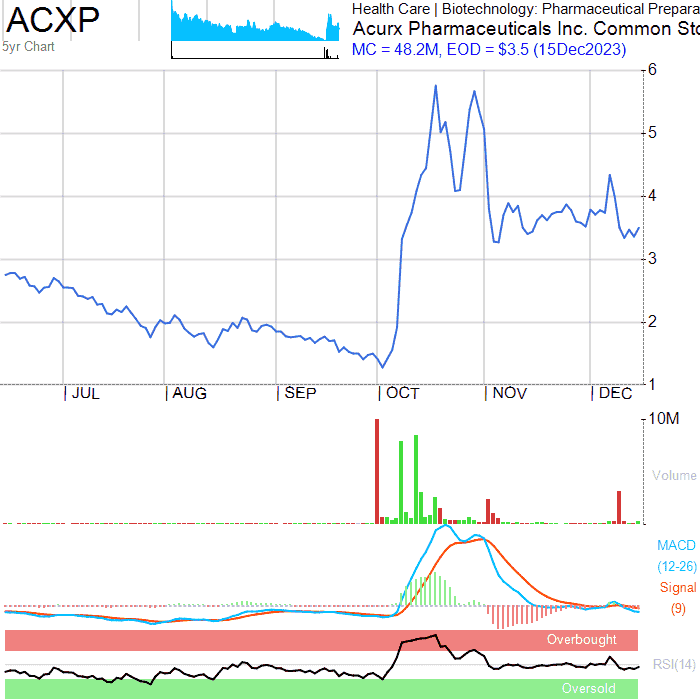 ACXP
5yr Chart
Health Care | Biotechnology: Pharmaceutical Prepara
Acurx Pharmaceuticals Inc. Common Sto
MC = 48.2M, EOD = $3.5 (15Dec2023)
6
5
4
3
2
1
JUL AUG SEP OCT NOV DEC
10M
Volume
MACD
(12-26)
Signal
(9)
Overbought
RSI(14)
Oversold